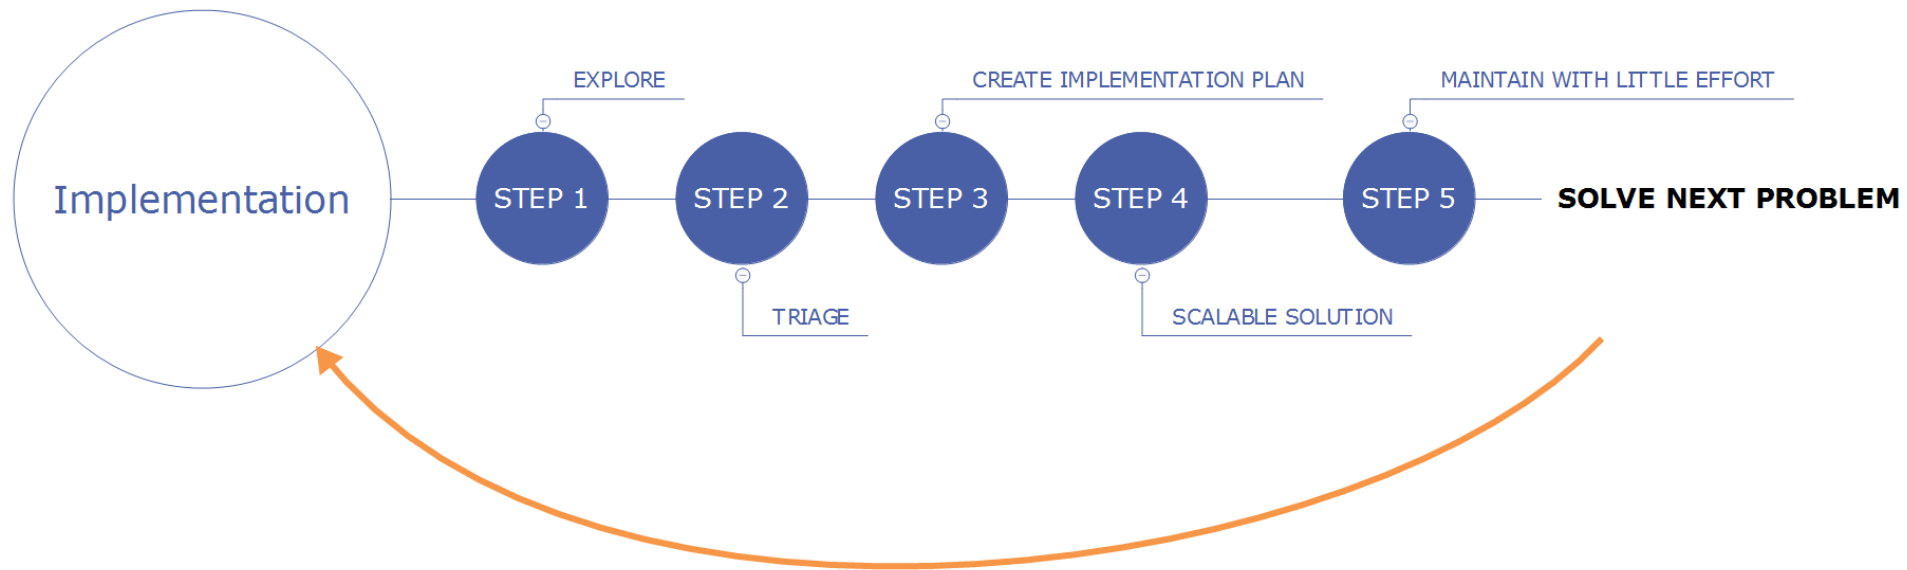 EXPLORE
CREATE IMPLEMENTATION PLAN
MAINTAIN WITH LITTLE EFFORT
Implementation
STEP 1
STEP 2
STEP 3
STEP 4
STEP 5
SOLVE NEXT PROBLEM
TRIAGE
SCALABLE SOLUTION